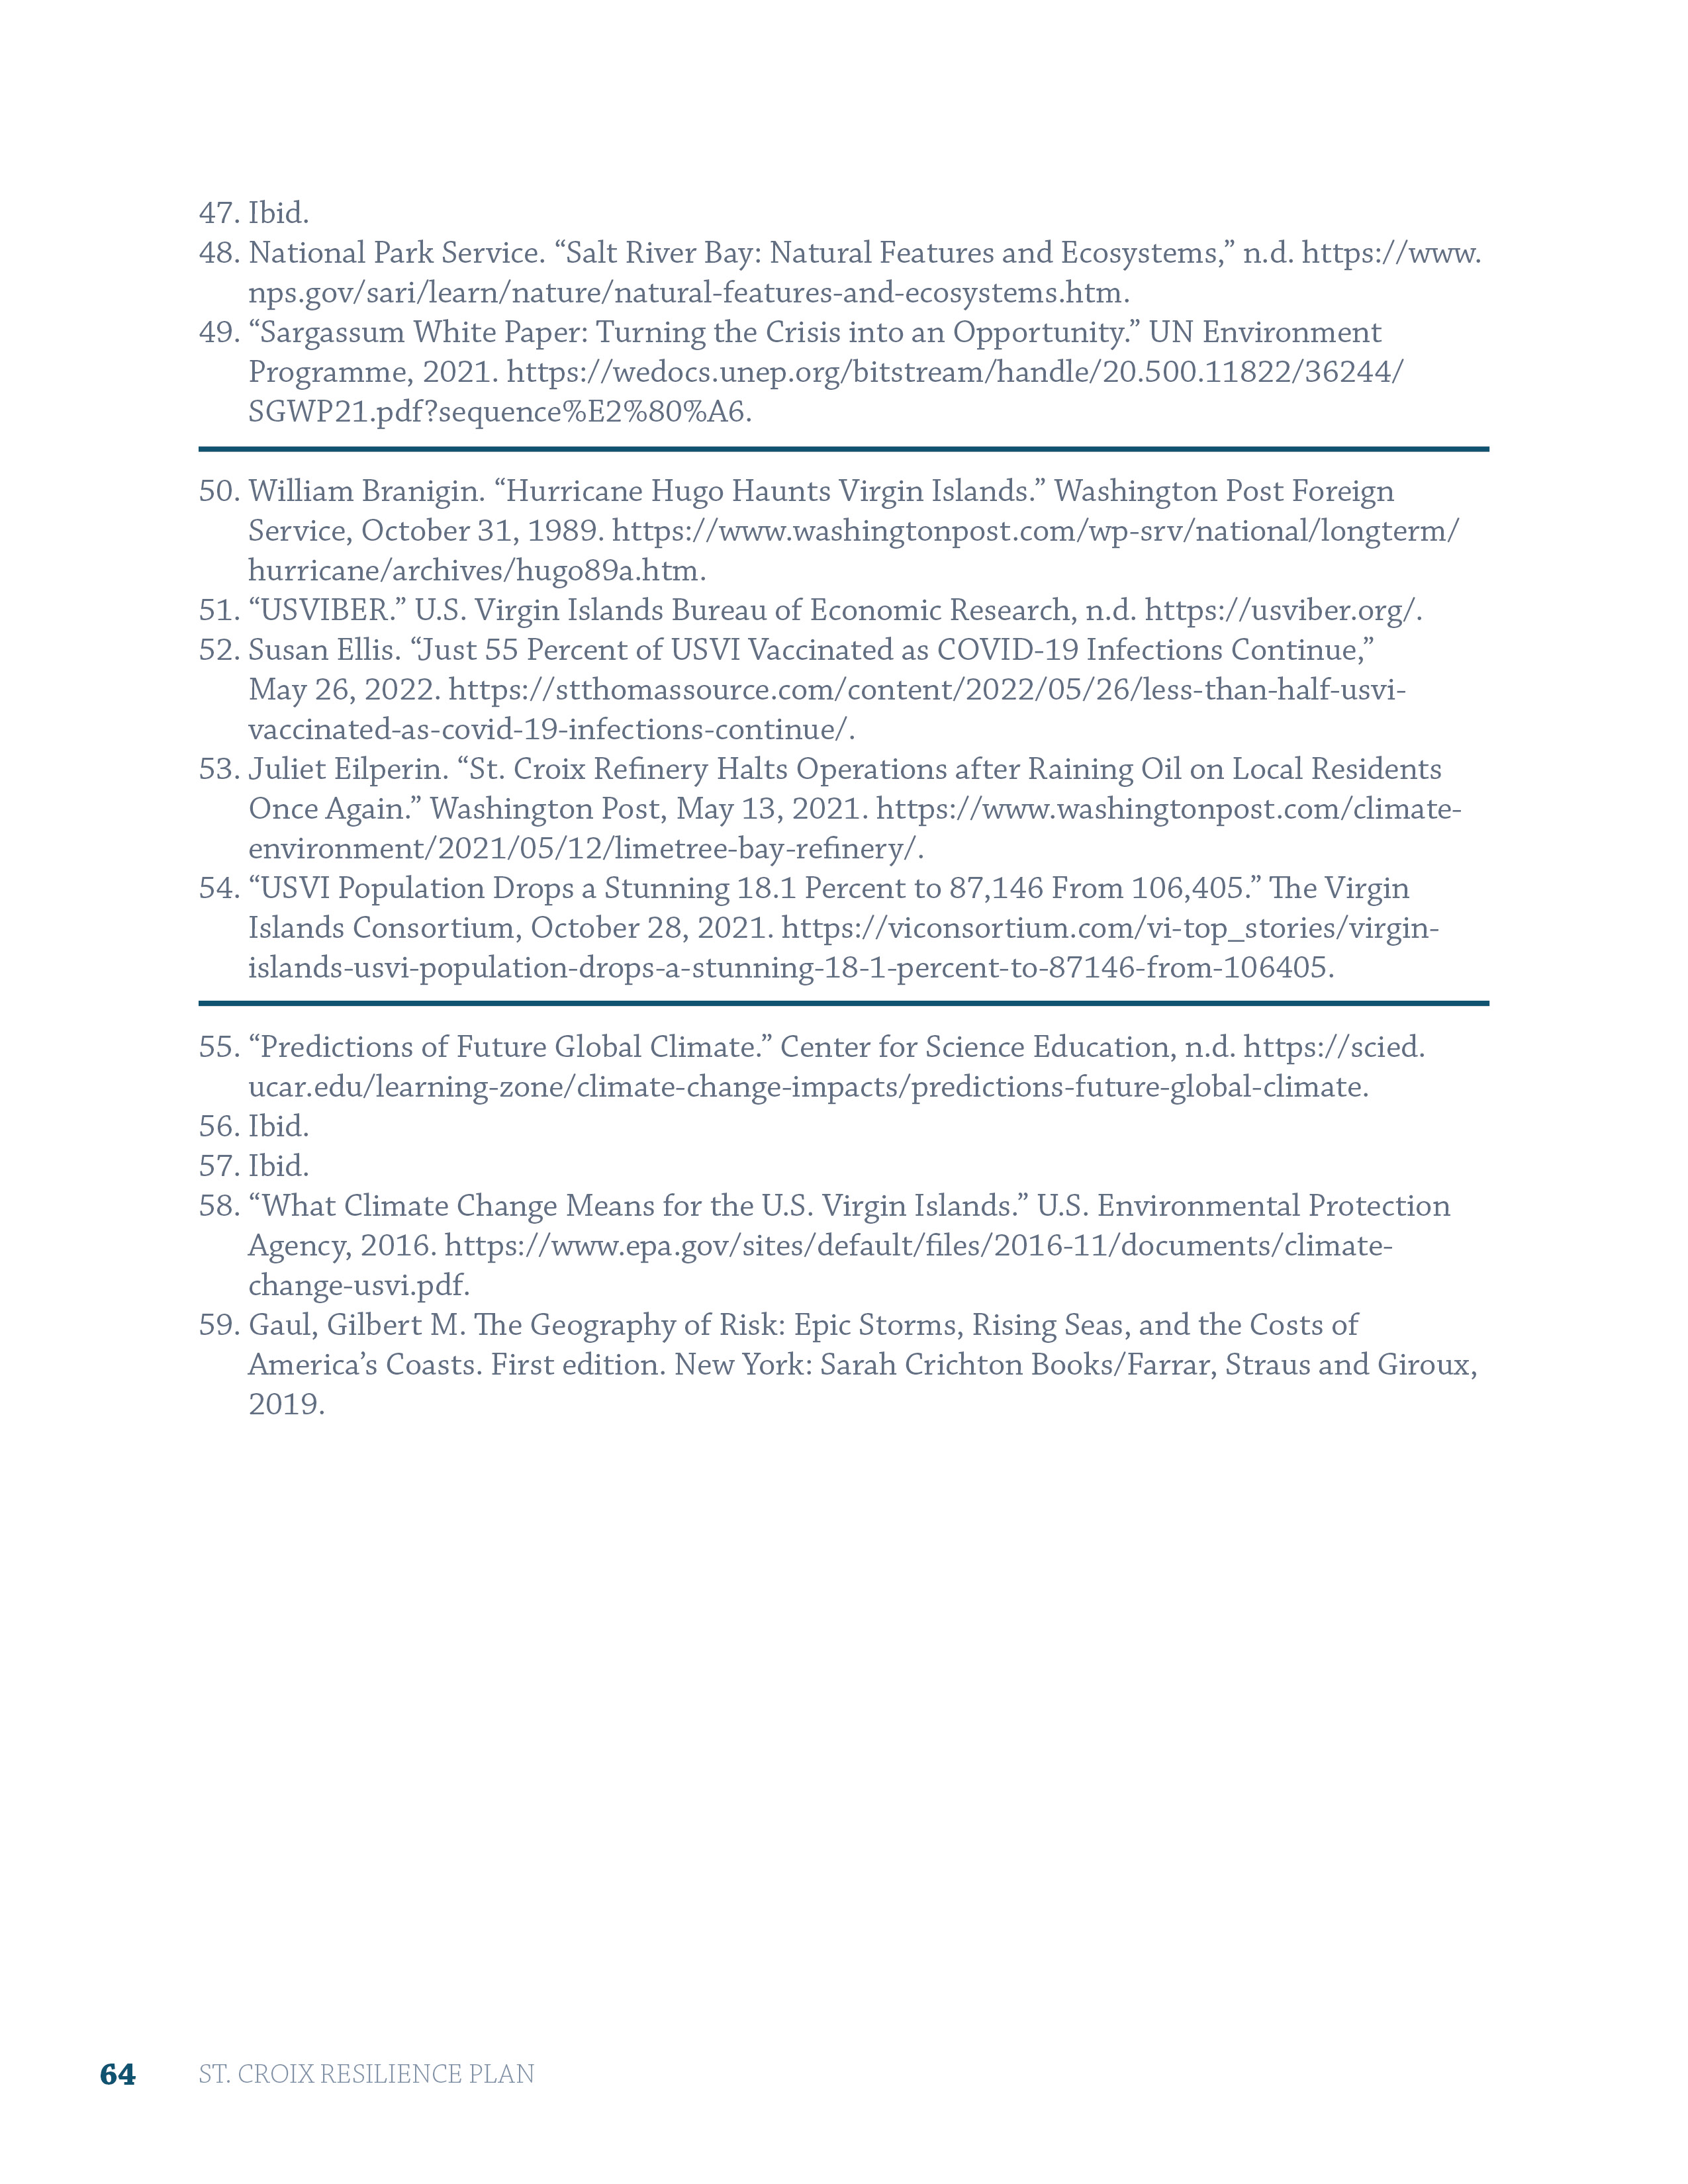 47. Ibid.
48. National Park Service. “Salt River Bay: Natural Features and Ecosystems,” n.d. https://www.
nps.gov/sari/learn/nature/natural-features-and-ecosystems.htm.
49. “Sargassum White Paper: Turning the Crisis into an Opportunity.” UN Environment
Programme, 2021. https://wedocs.unep.org/bitstream/handle/20.500.11822/36244/
SGWP21.pdf?sequence%E2%80%A6.
50. William Branigin. “Hurricane Hugo Haunts Virgin Islands.” Washington Post Foreign
Service, October 31, 1989. https://www.washingtonpost.com/wp-srv/national/longterm/
hurricane/archives/hugo89a.htm.
51. “USVIBER.” U.S. Virgin Islands Bureau of Economic Research, n.d. https://usviber.org/.
52. Susan Ellis. “Just 55 Percent of USVI Vaccinated as COVID-19 Infections Continue,”
May 26, 2022. https://stthomassource.com/content/2022/05/26/less-than-half-usvi-
vaccinated-as-covid-19-infections-continue/.
53. Juliet Eilperin. “St. Croix Refinery Halts Operations after Raining Oil on Local Residents
Once Again.” Washington Post, May 13, 2021. https://www.washingtonpost.com/climate-
environment/2021/05/12/limetree-bay-refinery/.
54. “USVI Population Drops a Stunning 18.1 Percent to 87,146 From 106,405.” The Virgin
Islands Consortium, October 28, 2021. https://viconsortium.com/vi-top_stories/virgin-
islands-usvi-population-drops-a-stunning-18-1-percent-to-87146-from-106405.
55. “Predictions of Future Global Climate.” Center for Science Education, n.d. https://scied.
ucar.edu/learning-zone/climate-change-impacts/predictions-future-global-climate.
56. Ibid.
57. Ibid.
58. “What Climate Change Means for the U.S. Virgin Islands.” U.S. Environmental Protection
Agency, 2016. https://www.epa.gov/sites/default/files/2016-11/documents/climate-
change-usvi.pdf.
59. Gaul, Gilbert M. The Geography of Risk: Epic Storms, Rising Seas, and the Costs of
America’s Coasts. First edition. New York: Sarah Crichton Books/Farrar, Straus and Giroux,
2019.
64 ST. CROIX RESILIENCE PLAN